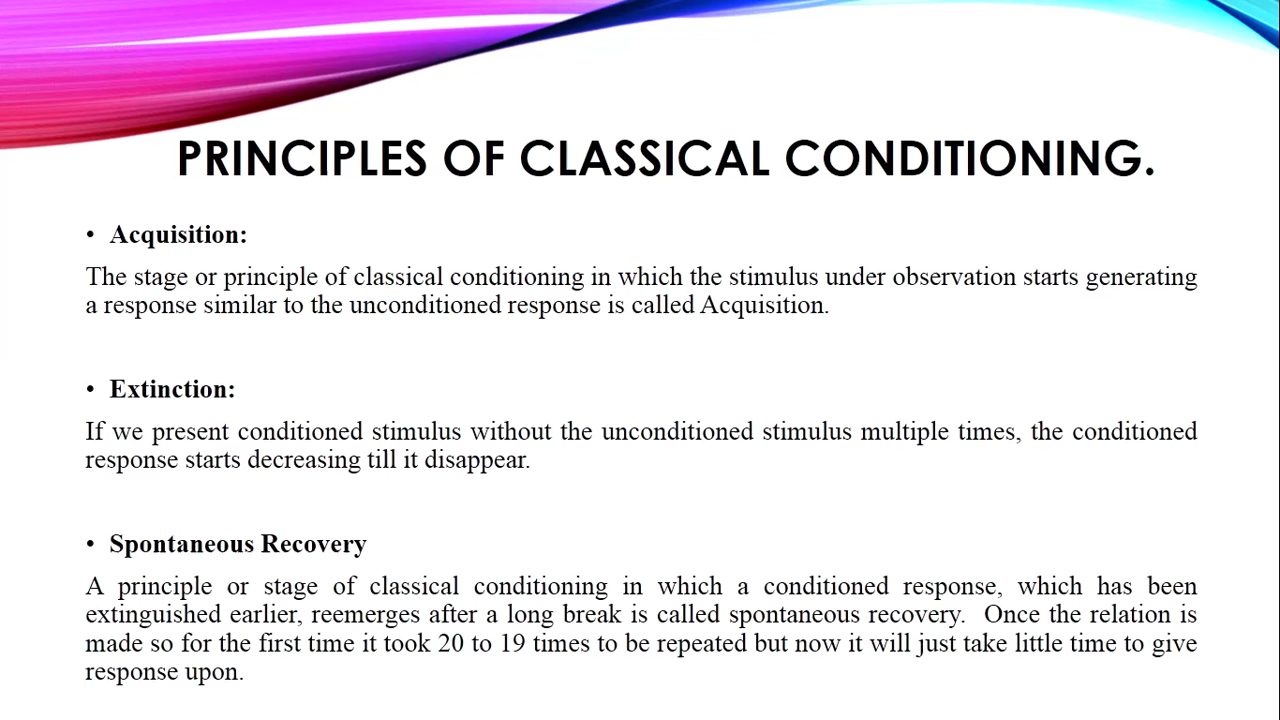 PRINCIPLES OF CLASSICAL CONDITIONING.
• Acquisition:
The stage or principle of classical conditioning in which the stimulus under observation starts generating
a response similar to the unconditioned response is called Acquisition.
• Extinction:
If we present conditioned stimulus without the unconditioned stimulus multiple times, the conditioned
response starts decreasing till it disappear.
• Spontaneous Recovery
A principle or stage of classical conditioning in which a conditioned response, which has been
extinguished earlier, reemerges after a long break is called spontaneous recovery.  Once the relation is
made so for the first time it took 20 to 19 times to be repeated but now it will just take little time to give
response upon.